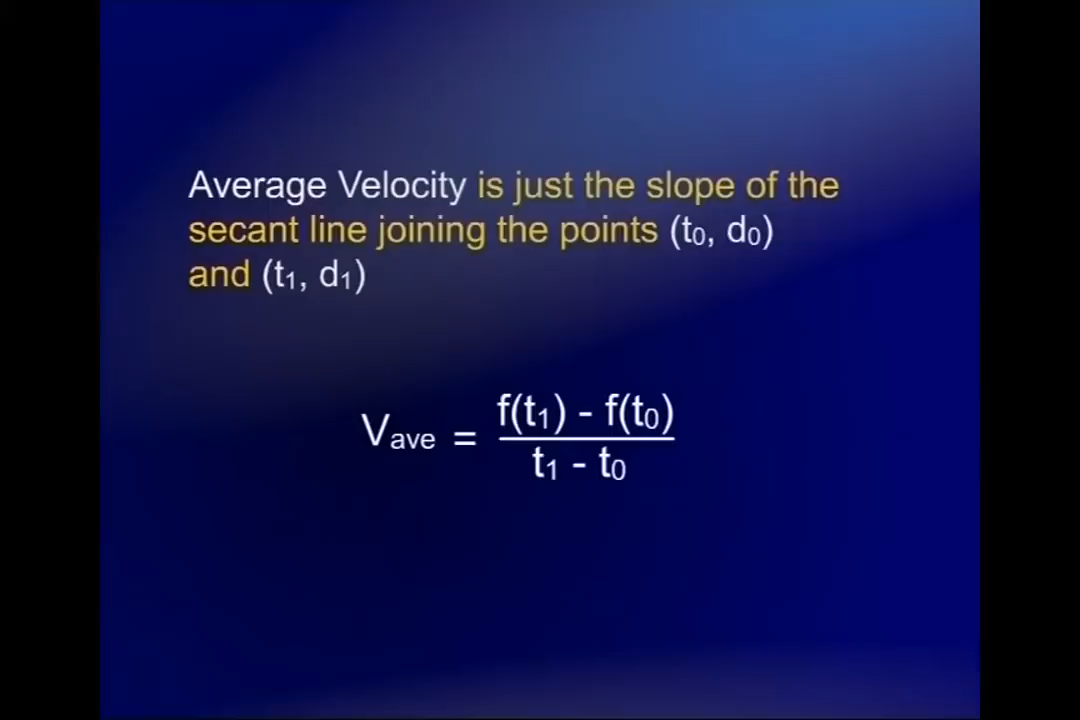 Average Velocity is just the slope of the
secant line joining the points (t₀, d₀)
and (t₁, d₁)
Vave = f(t₁) - f(t₀)
t₁ - t₀